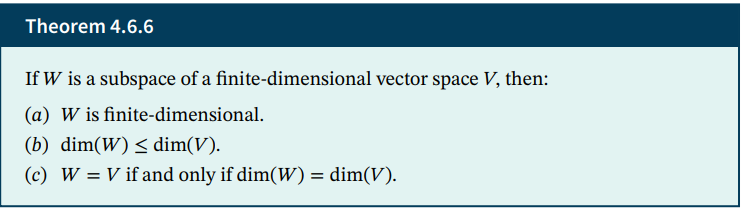 Theorem 4.6.6
If W is a subspace of a finite-dimensional vector space V, then:
(a) W is finite-dimensional.
(b) dim(W) ≤ dim(V).
(c) W = V if and only if dim(W) = dim(V).